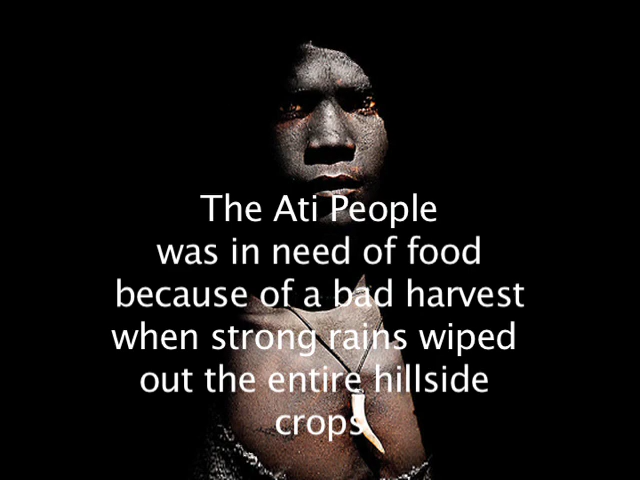 The Ati People
was in need of food
because of a bad harvest
when strong rains wiped
out the entire hillside
crops